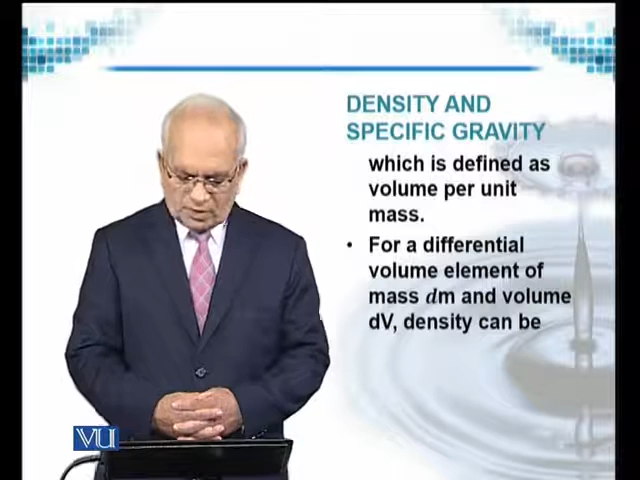 DENSITY AND
SPECIFIC GRAVITY
which is defined as
volume per unit
mass.
• For a differential
volume element of
mass dm and volume
dV, density can be
VU